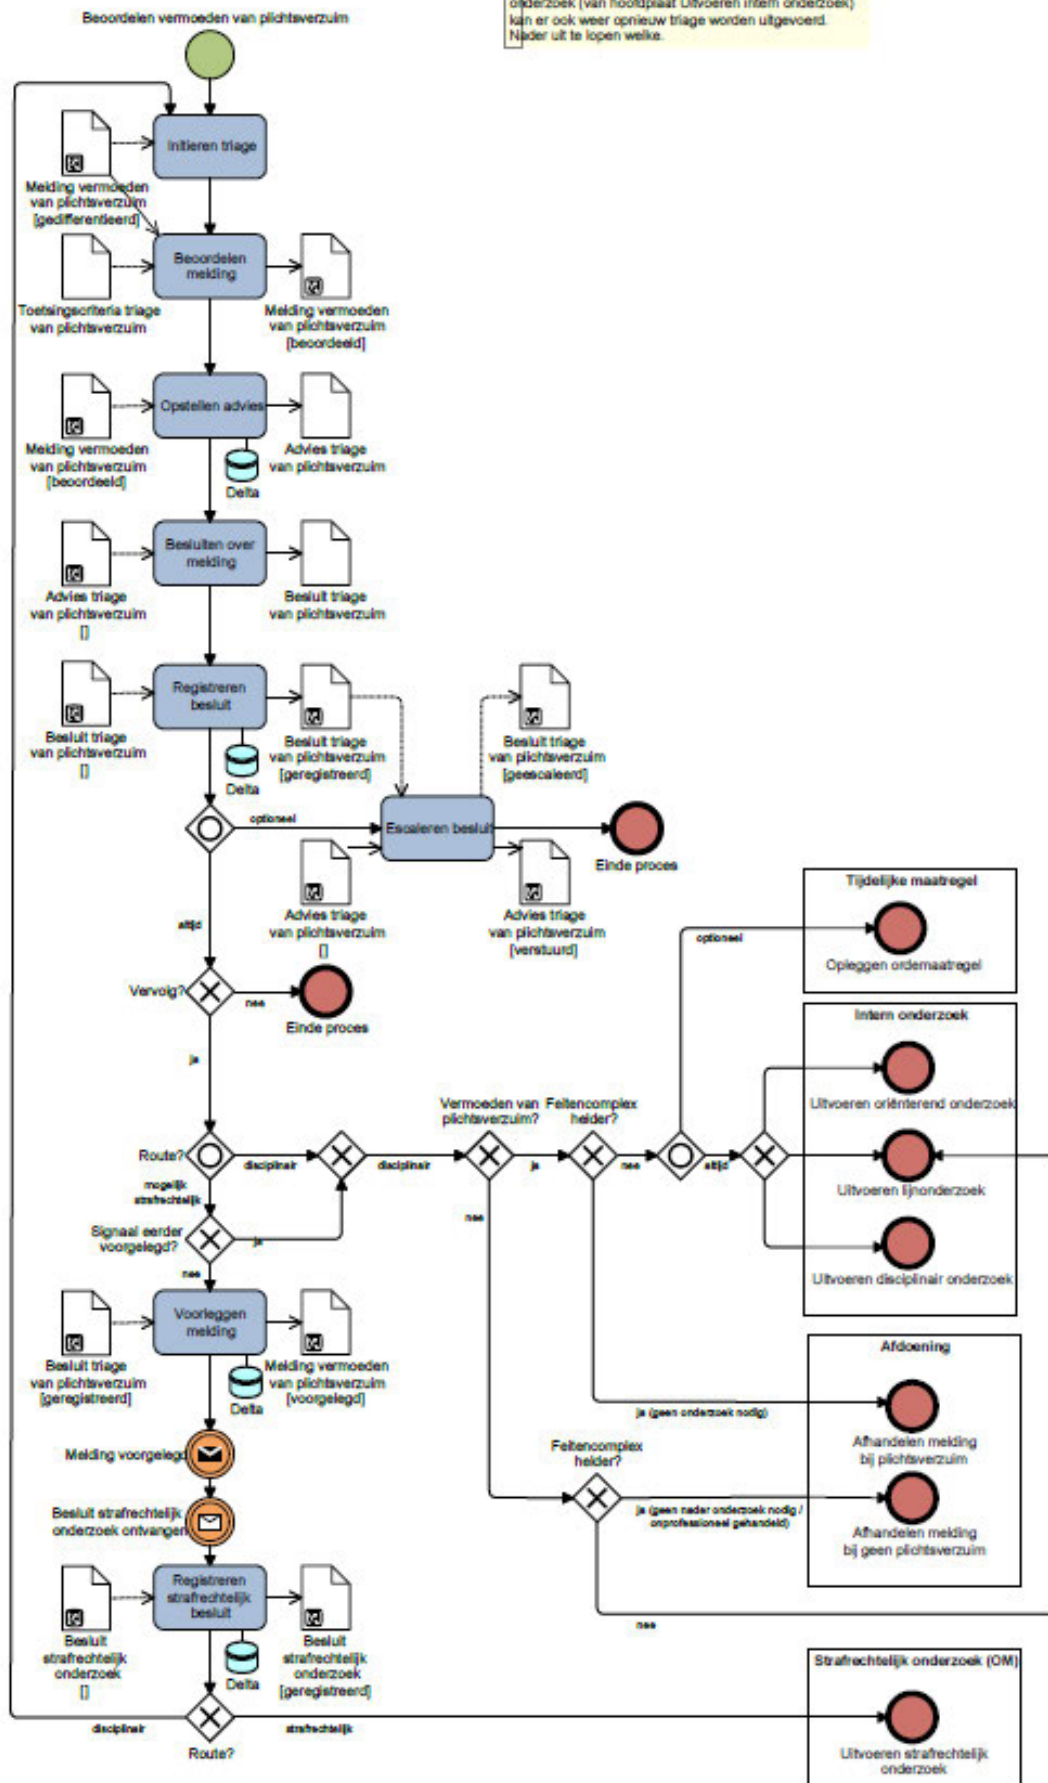 Beoordelen vermoeden van plichtsverzuim
onderzoek (van hoofdplaat Uitvoeren intern onderzoek)
kan er ook weer opnieuw triage worden uitgevoerd.
Nader uit te lopen welke.
Initieren triage
Melding vermoeden
van plichtsverzuim
[gedifferentieerd]
Beoordelen
melding
Toetsingscriteria triage
van plichtsverzuim
Melding vermoeden
van plichtsverzuim
[beoordeeld]
Opstellen advies
Melding vermoeden
van plichtsverzuim
[beoordeeld]
Delta
Advies triage
van plichtsverzuim
Besluiten over
melding
Advies triage
van plichtsverzuim
[]
Besluit triage
van plichtsverzuim
Registreren
besluit
Besluit triage
van plichtsverzuim
[]
Delta
Besluit triage
van plichtsverzuim
[geregistreerd]
Besluit triage
van plichtsverzuim
[geescaleerd]
optioneel
Escaleren besluit
Einde proces
Advies triage
van plichtsverzuim
[]
Advies triage
van plichtsverzuim
[verstuurd]
altijd
Vervolg?
nee
Einde proces
ja
Tijdelijke maatregel
optioneel
Opleggen ordemaatregel
Intern onderzoek
Uitvoeren oriënterend onderzoek
Uitvoeren lijnonderzoek
Uitvoeren disciplinair onderzoek
Vermoeden van
plichtsverzuim?
Feitencomplex
helder?
Route?
disciplinair
disciplinair
ja
nee
altijd
mogelijk
strafrechtelijk
Signaal eerder
voorgelegd?
ja
nee
nee
Voorleggen
melding
Besluit triage
van plichtsverzuim
[geregistreerd]
Delta
Melding vermoeden
van plichtsverzuim
[voorgelegd]
Afdoening
ja (geen onderzoek nodig)
Afhandelen melding
bij plichtsverzuim
Feitencomplex
helder?
ja (geen nader onderzoek nodig /
onprofessioneel gehandeld)
Afhandelen melding
bij geen plichtsverzuim
nee
Melding voorgelegd
Besluit strafrechtelijk
onderzoek ontvangen
Registreren
strafrechtelijk
besluit
Besluit
strafrechtelijk
onderzoek
[]
Delta
Besluit
strafrechtelijk
onderzoek
[geregistreerd]
disciplinair
Route?
strafrechtelijk
Strafrechtelijk onderzoek (OM)
Uitvoeren strafrechtelijk
onderzoek